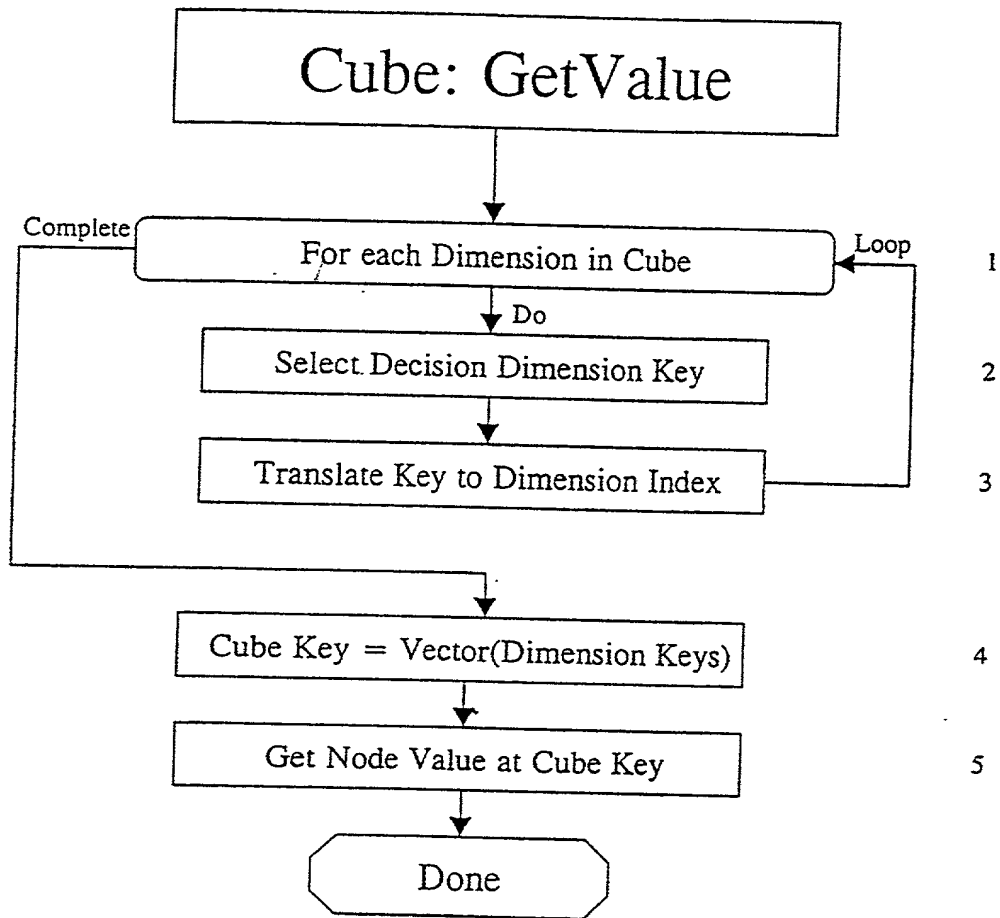 Cube: GetValue
Complete
For each Dimension in Cube
Loop
1
Do
Select Decision Dimension Key
2
Translate Key to Dimension Index
3
Cube Key = Vector(Dimension Keys)
4
Get Node Value at Cube Key
5
Done